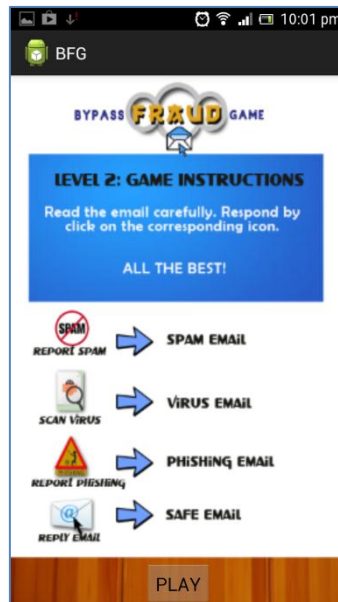 10:01 pm
BFG
BYPASS FRAUD GAME
LEVEL 2: GAME INSTRUCTIONS
Read the email carefully. Respond by
click on the corresponding icon.
ALL THE BEST!
SPAM
REPORT SPAM
SPAM EMAIL
SCAN VIRUS
VIRUS EMAIL
REPORT PHISHING
PHISHING EMAIL
@
REPLY EMAIL
SAFE EMAIL
PLAY